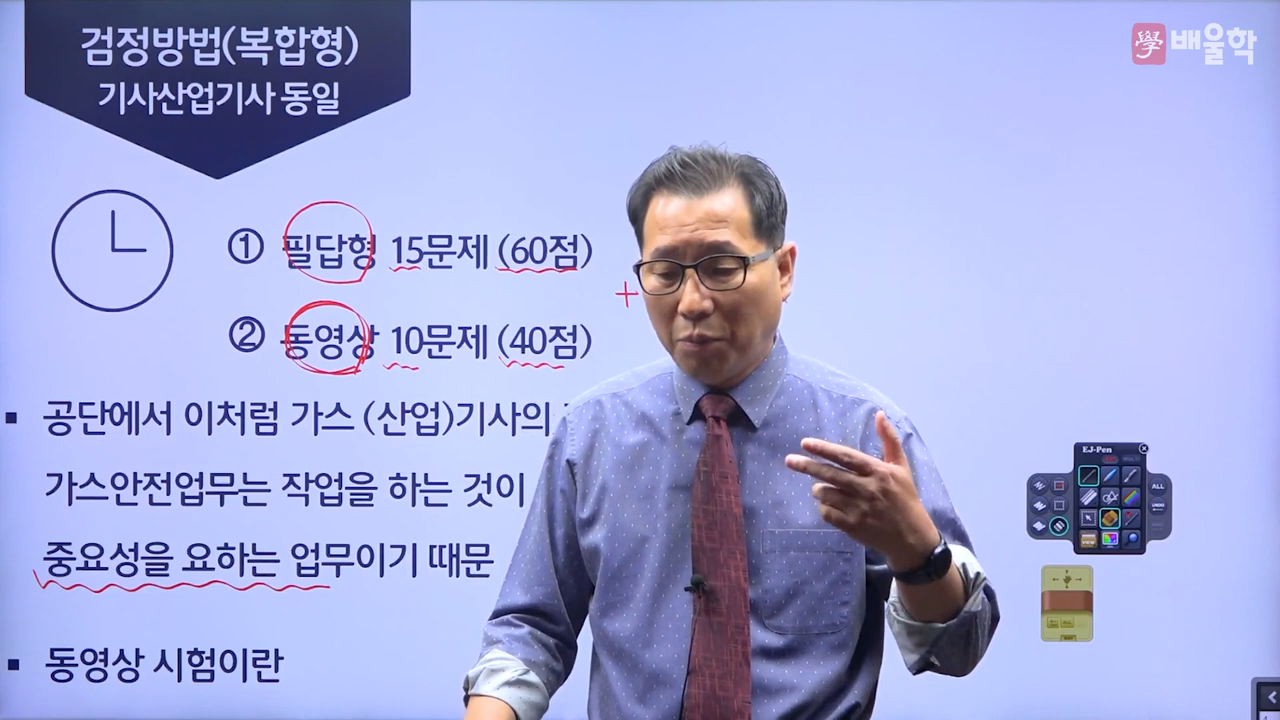 검정방법(복합형)
기사산업기사 동일
學 배울학
① 필답형 15문제 (60점)
+
② 동영상 10문제 (40점)
▪ 공단에서 이처럼 가스 (산업)기사의
가스안전업무는 작업을 하는 것이
중요성을 요하는 업무이기 때문
▪ 동영상 시험이란
EJ-Pen
ALL
UNDO